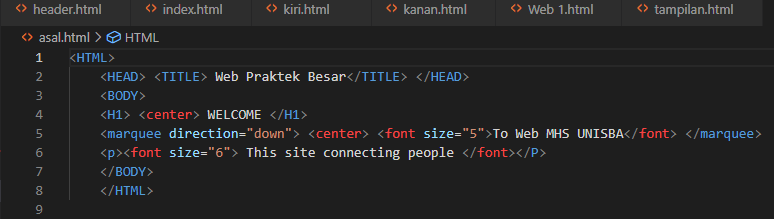 header.html index.html kiri.html kanan.html Web 1.html tampilan.html
asal.html > HTML
1 <HTML>
2 <HEAD> <TITLE> Web Praktek Besar</TITLE> </HEAD>
3 <BODY>
4 <H1> <center> WELCOME </H1>
5 <marquee direction="down"> <center> <font size="5">To Web MHS UNISBA</font> </marquee>
6 <p><font size="6"> This site connecting people </font></P>
7 </BODY>
8 </HTML>
9